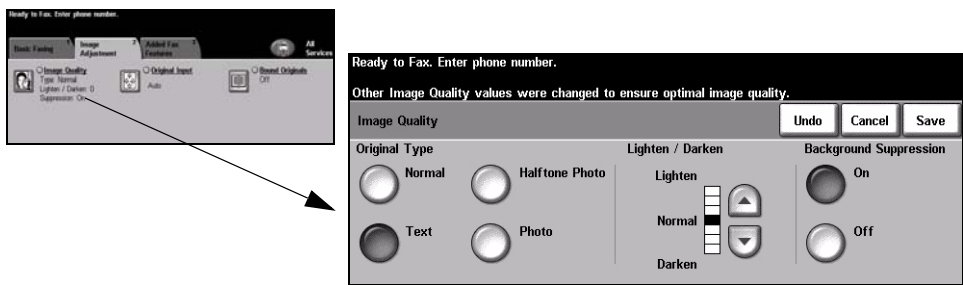 Ready to Fax. Enter phone number.
Basic Faxing
1
Image Adjustment
2
Added Fax Features
3
All Services
Image Quality
Type: Normal
Lighten / Darken: 0
Suppression: On
Original Input
Auto
Bound Originals
Off
Ready to Fax. Enter phone number.
Other Image Quality values were changed to ensure optimal image quality.
Image Quality
Undo
Cancel
Save
Original Type
Normal
Halftone Photo
Text
Photo
Lighten / Darken
Lighten
Normal
Darken
Background Suppression
On
Off